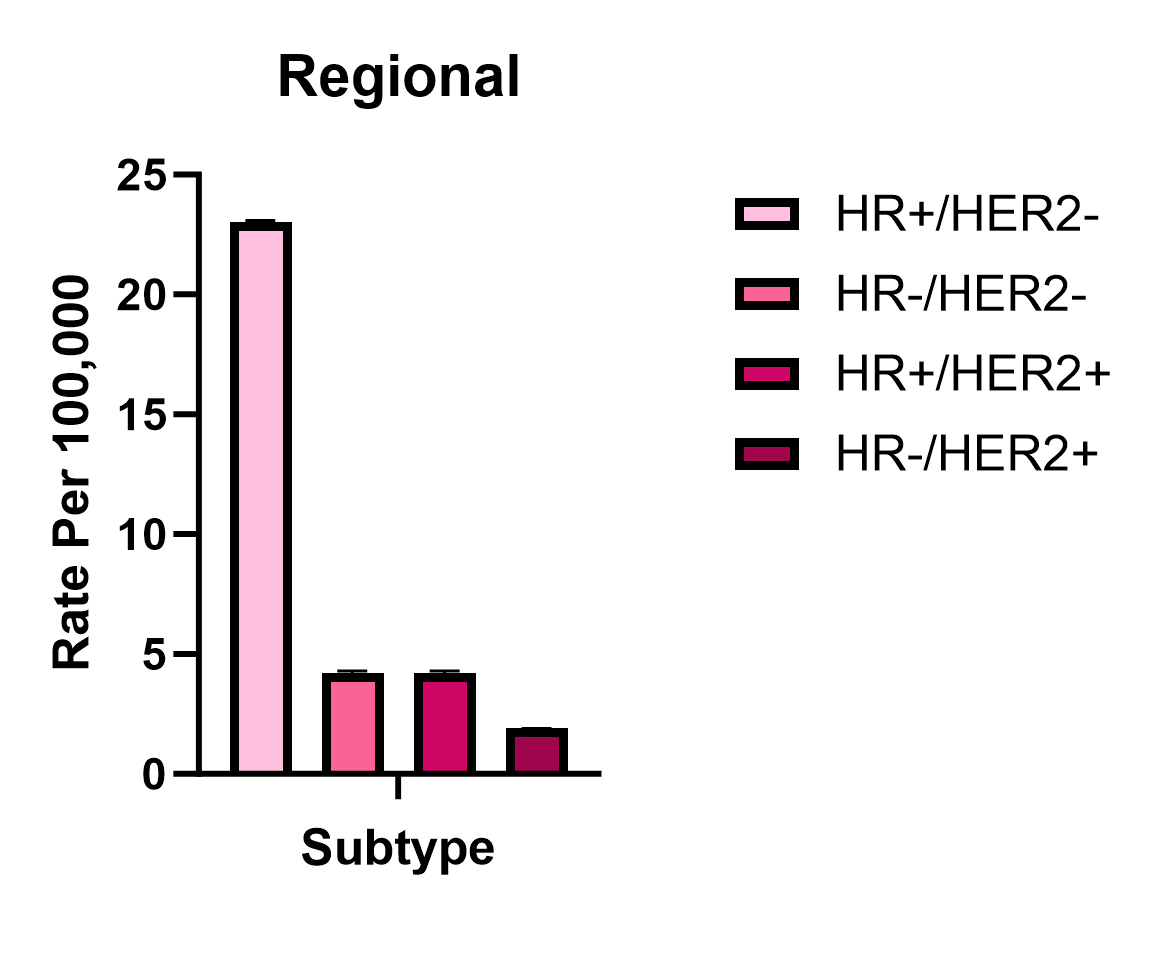 Regional
25
20
15
10
5
0
Rate Per 100,000
Subtype
HR+/HER2-
HR-/HER2-
HR+/HER2+
HR-/HER2+